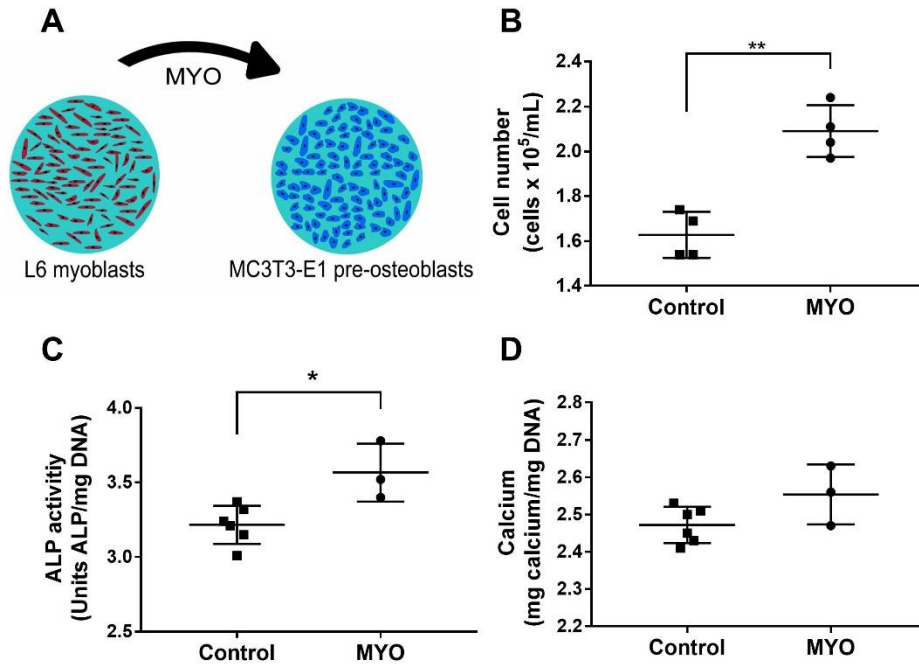 A
MYO
L6 myoblasts
MC3T3-E1 pre-osteoblasts
B
**
Cell number
(cells x 10⁵/mL)
2.4
2.2
2.0
1.8
1.6
1.4
Control
MYO
C
*
ALP activitiy
(Units ALP/mg DNA)
4.0
3.5
3.0
2.5
Control
MYO
D
Calcium
(mg calcium/mg DNA)
2.8
2.7
2.6
2.5
2.4
2.3
2.2
Control
MYO